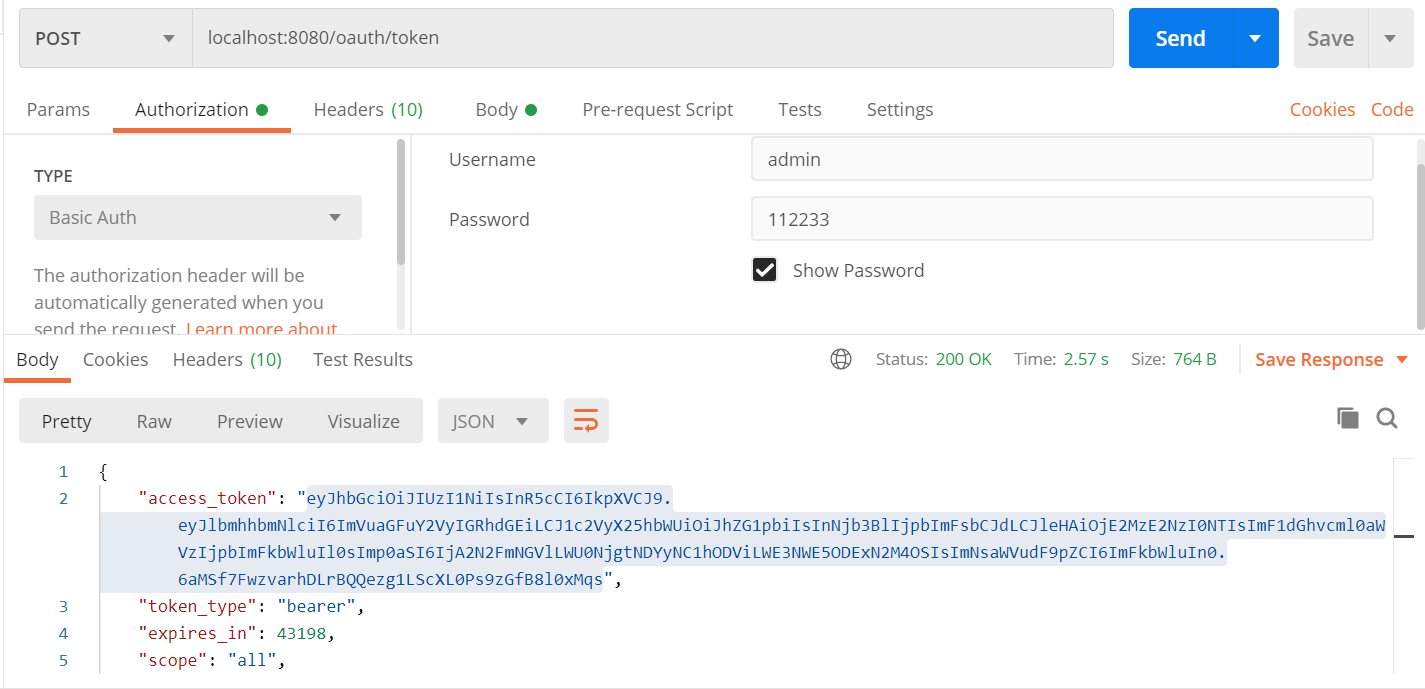 POST localhost:8080/oauth/token Send Save
Params Authorization Headers (10) Body Pre-request Script Tests Settings Cookies Code
TYPE
Basic Auth
The authorization header will be
automatically generated when you
send the request. Learn more about
Username admin
Password 112233
Show Password
Body Cookies Headers (10) Test Results Status: 200 OK Time: 2.57 s Size: 764 B Save Response
Pretty Raw Preview Visualize JSON
1 {
2 "access_token": "eyJhbGciOiJIUzI1NiIsInR5cCI6IkpXVCJ9.
eyJlbmhhbmNlciI6ImVuaGFuY2VyIGRhdGEiLCJ1c2VyX25hbWUiOiJhZG1pbiIsInNjb3BlIjpbImFsbCJdLCJleHAiOjE2MzE2NzI0NTIsImF1dGhvcml0aW
VzIjpbImFkbWluIl0sImp0aSI6IjA2N2FmNGVlLWU0NjgtNDYyNC1hODViLWE3NWE5ODExN2M4OSIsImNsaWVudF9pZCI6ImFkbWluIn0.
6aMSf7FwzvarhDLrBQQezg1LScXL0Ps9zGfB8l0xMqs",
3 "token_type": "bearer",
4 "expires_in": 43198,
5 "scope": "all",